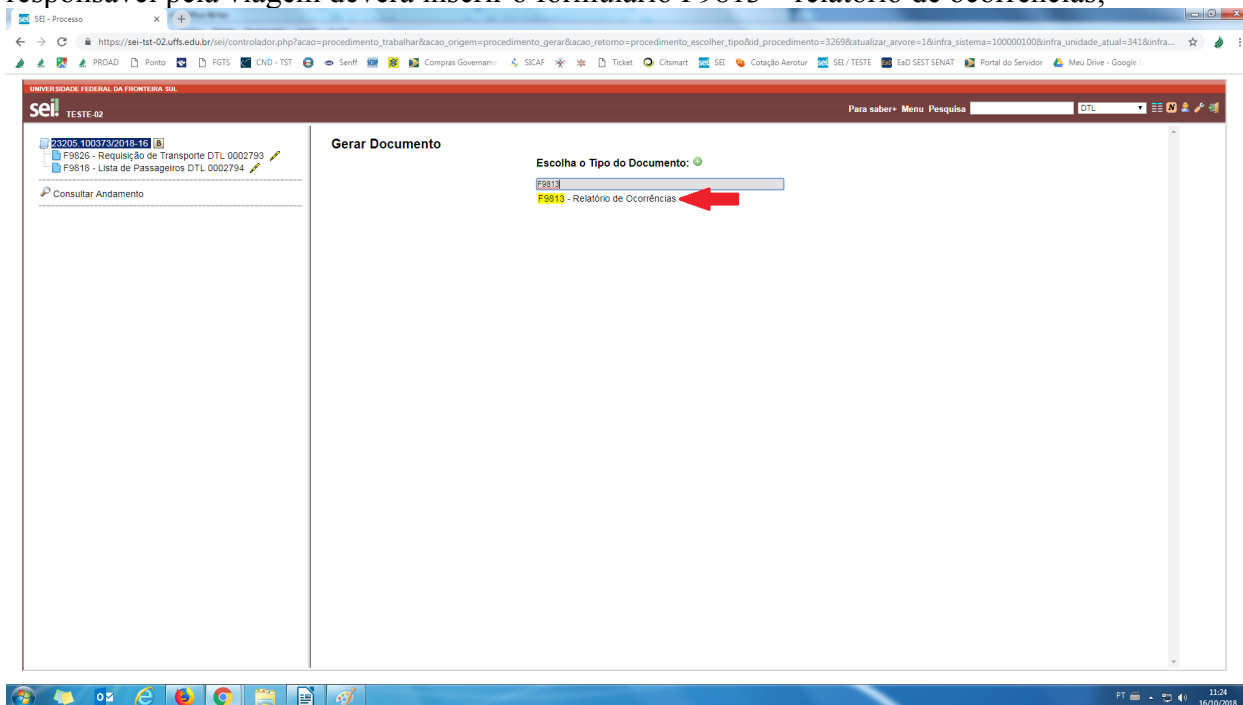 responsável pela viagem deverá inserir o formulário F9813 – relatório de ocorrências;
SEI - Processo
https://sei-tst-02.uffs.edu.br/sei/controlador.php?acao=procedimento_trabalhar&acao_origem=procedimento_gerar&acao_retorno=procedimento_escolher_tipo&id_procedimento=3269&atualizar_arvore=1&infra_sistema=100000100&infra_unidade_atual=341&infra...
PROAD Ponto FGTS CND - TST Senff Compras Govername SICAF Ticket Citsmart SEI Cotação Aerotur SEI / TESTE EaD SEST SENAT Portal do Servidor Meu Drive - Google
UNIVERSIDADE FEDERAL DA FRONTEIRA SUL
sei! TESTE-02 Para saber+ Menu Pesquisa DTL
23205.100373/2018-16
F9826 - Requisição de Transporte DTL 0002793
F9818 - Lista de Passageiros DTL 0002794
Consultar Andamento
Gerar Documento
Escolha o Tipo do Documento:
F9813
F9813 - Relatório de Ocorrências
PT 11:24
16/10/2018